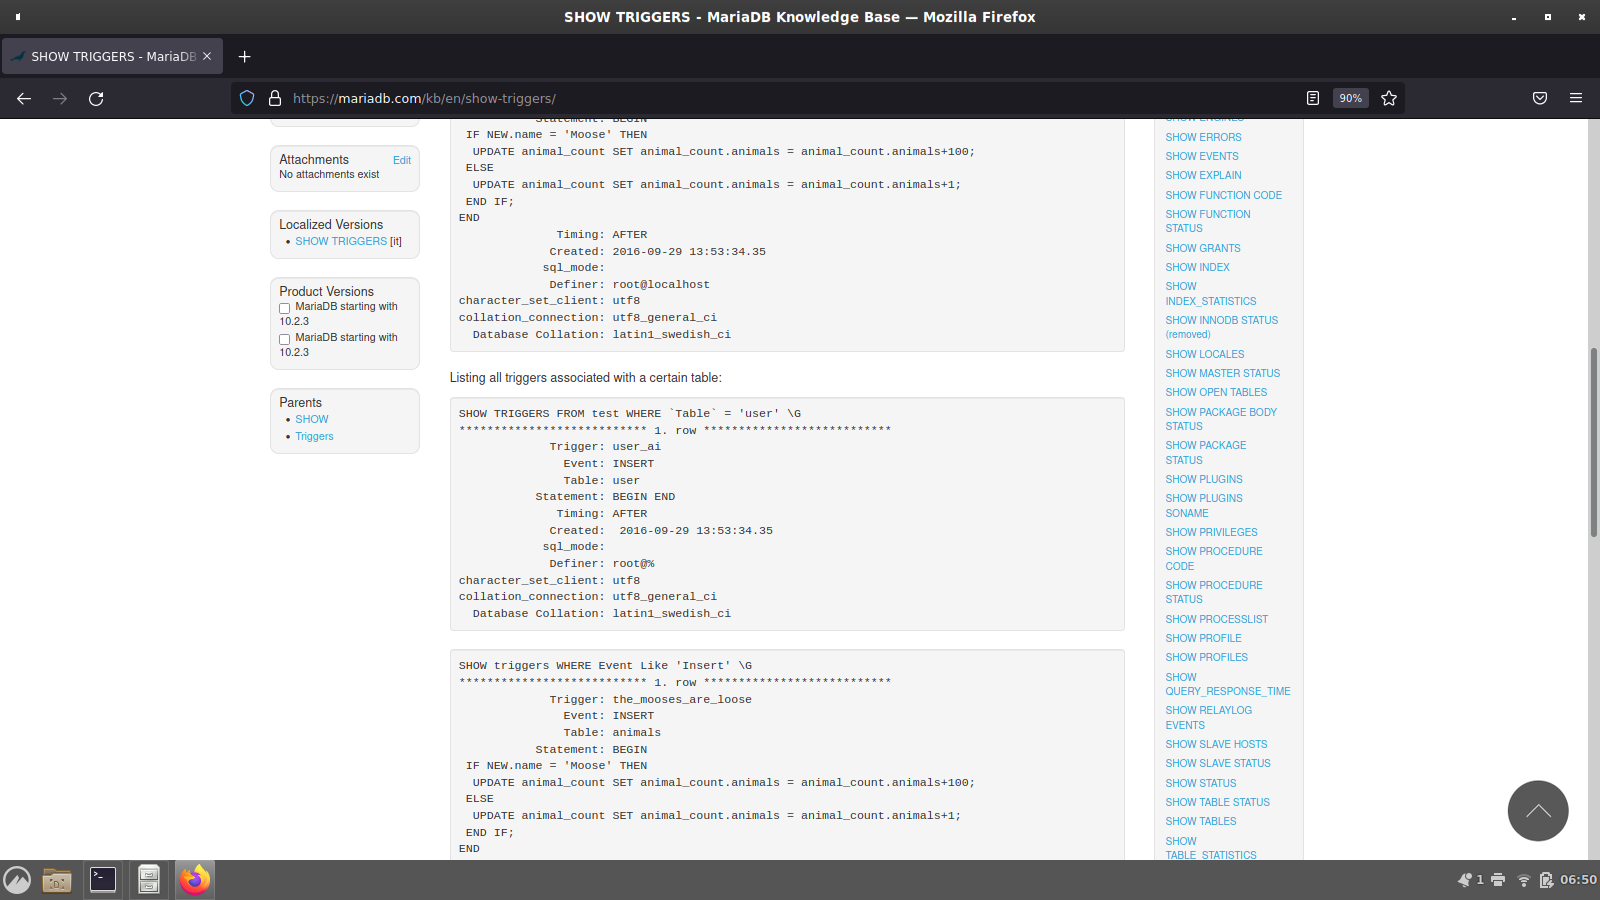 SHOW TRIGGERS - MariaDB Knowledge Base — Mozilla Firefox
SHOW TRIGGERS - MariaDB
https://mariadb.com/kb/en/show-triggers/
90%
Attachments
Edit
No attachments exist
Localized Versions
• SHOW TRIGGERS [it]
Product Versions
MariaDB starting with
10.2.3
MariaDB starting with
10.2.3
Parents
• SHOW
• Triggers
Statement: BEGIN
IF NEW.name = 'Moose' THEN
UPDATE animal_count SET animal_count.animals = animal_count.animals+100;
ELSE
UPDATE animal_count SET animal_count.animals = animal_count.animals+1;
END IF;
END
Timing: AFTER
Created: 2016-09-29 13:53:34.35
sql_mode:
Definer: root@localhost
character_set_client: utf8
collation_connection: utf8_general_ci
Database Collation: latin1_swedish_ci
Listing all triggers associated with a certain table:
SHOW TRIGGERS FROM test WHERE `Table` = 'user' \G
*************************** 1. row ***************************
Trigger: user_ai
Event: INSERT
Table: user
Statement: BEGIN END
Timing: AFTER
Created:  2016-09-29 13:53:34.35
sql_mode:
Definer: root@%
character_set_client: utf8
collation_connection: utf8_general_ci
Database Collation: latin1_swedish_ci
SHOW triggers WHERE Event Like 'Insert' \G
*************************** 1. row ***************************
Trigger: the_mooses_are_loose
Event: INSERT
Table: animals
Statement: BEGIN
IF NEW.name = 'Moose' THEN
UPDATE animal_count SET animal_count.animals = animal_count.animals+100;
ELSE
UPDATE animal_count SET animal_count.animals = animal_count.animals+1;
END IF;
END
SHOW ENGINES
SHOW ERRORS
SHOW EVENTS
SHOW EXPLAIN
SHOW FUNCTION CODE
SHOW FUNCTION
STATUS
SHOW GRANTS
SHOW INDEX
SHOW
INDEX_STATISTICS
SHOW INNODB STATUS
(removed)
SHOW LOCALES
SHOW MASTER STATUS
SHOW OPEN TABLES
SHOW PACKAGE BODY
STATUS
SHOW PACKAGE
STATUS
SHOW PLUGINS
SHOW PLUGINS
SONAME
SHOW PRIVILEGES
SHOW PROCEDURE
CODE
SHOW PROCEDURE
STATUS
SHOW PROCESSLIST
SHOW PROFILE
SHOW PROFILES
SHOW
QUERY_RESPONSE_TIME
SHOW RELAYLOG
EVENTS
SHOW SLAVE HOSTS
SHOW SLAVE STATUS
SHOW STATUS
SHOW TABLE STATUS
SHOW TABLES
SHOW
TABLE_STATISTICS
1
06:50